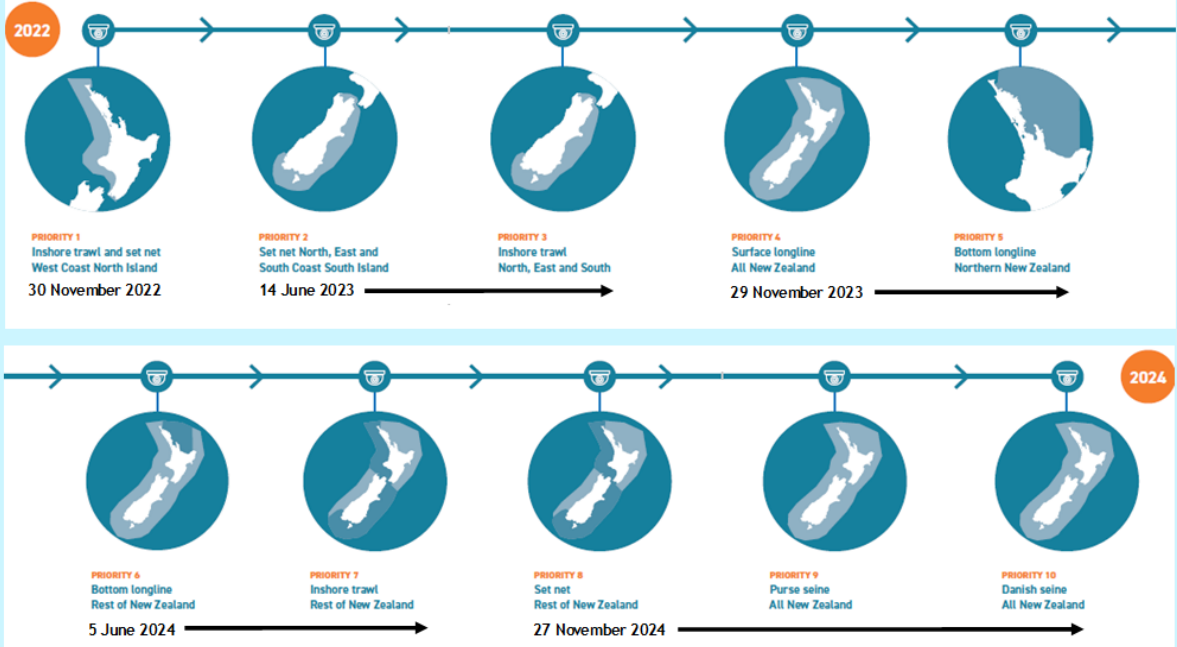 2022
PRIORITY 1
Inshore trawl and set net
West Coast North Island
30 November 2022
PRIORITY 2
Set net North, East and
South Coast South Island
14 June 2023
PRIORITY 3
Inshore trawl
North, East and South
PRIORITY 4
Surface longline
All New Zealand
29 November 2023
PRIORITY 5
Bottom longline
Northern New Zealand
2024
PRIORITY 6
Bottom longline
Rest of New Zealand
5 June 2024
PRIORITY 7
Inshore trawl
Rest of New Zealand
PRIORITY 8
Set net
Rest of New Zealand
27 November 2024
PRIORITY 9
Purse seine
All New Zealand
PRIORITY 10
Danish seine
All New Zealand